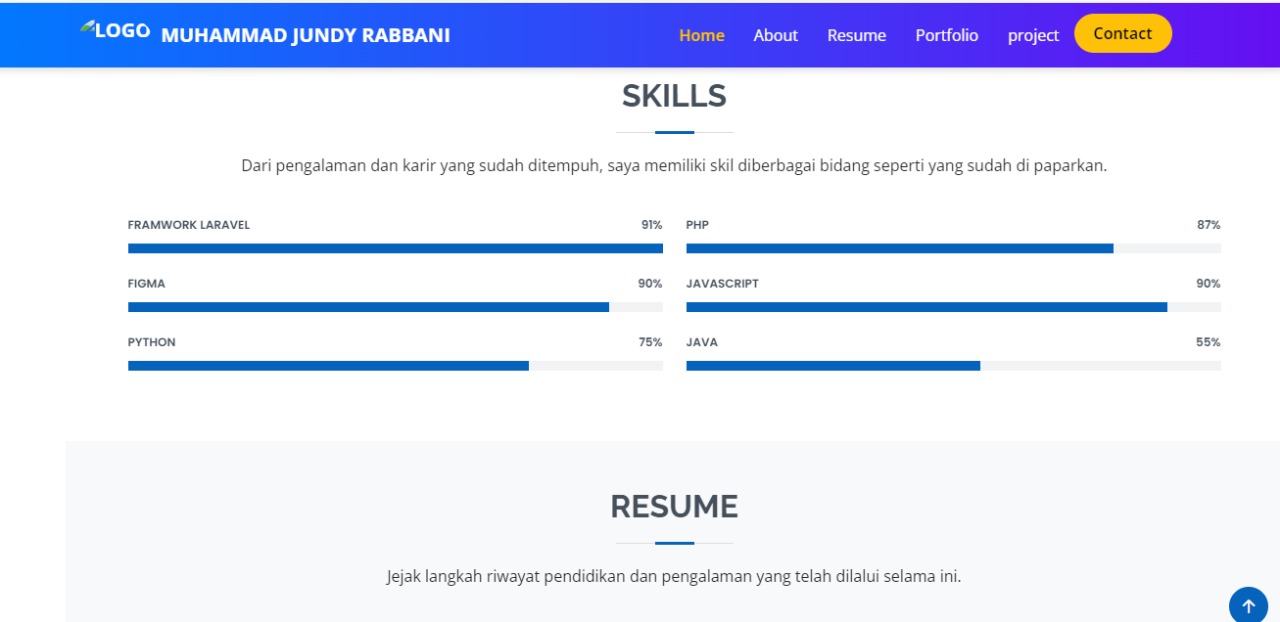 LOGO MUHAMMAD JUNDY RABBANI Home About Resume Portfolio project Contact
SKILLS
Dari pengalaman dan karir yang sudah ditempuh, saya memiliki skil diberbagai bidang seperti yang sudah di paparkan.
FRAMWORK LARAVEL 91% PHP 87%
FIGMA 90% JAVASCRIPT 90%
PYTHON 75% JAVA 55%
RESUME
Jejak langkah riwayat pendidikan dan pengalaman yang telah dilalui selama ini.